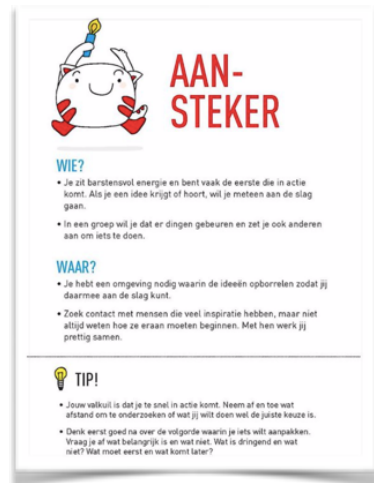 AAN-
STEKER
WIE?
• Je zit barstensvol energie en bent vaak de eerste die in actie
komt. Als je een idee krijgt of hoort, wil je meteen aan de slag
gaan.
• In een groep wil je dat er dingen gebeuren en zet je ook anderen
aan om iets te doen.
WAAR?
• Je hebt een omgeving nodig waarin de ideeën opborrelen zodat jij
daarmee aan de slag kunt.
• Zoek contact met mensen die veel inspiratie hebben, maar niet
altijd weten hoe ze eraan moeten beginnen. Met hen werk jij
prettig samen.
TIP!
• Jouw valkuil is dat je te snel in actie komt. Neem af en toe wat
afstand om te onderzoeken of wat jij wilt doen wel de juiste keuze is.
• Denk eerst goed na over de volgorde waarin je iets wilt aanpakken.
Vraag je af wat belangrijk is en wat niet. Wat is dringend en wat
niet? Wat moet eerst en wat komt later?